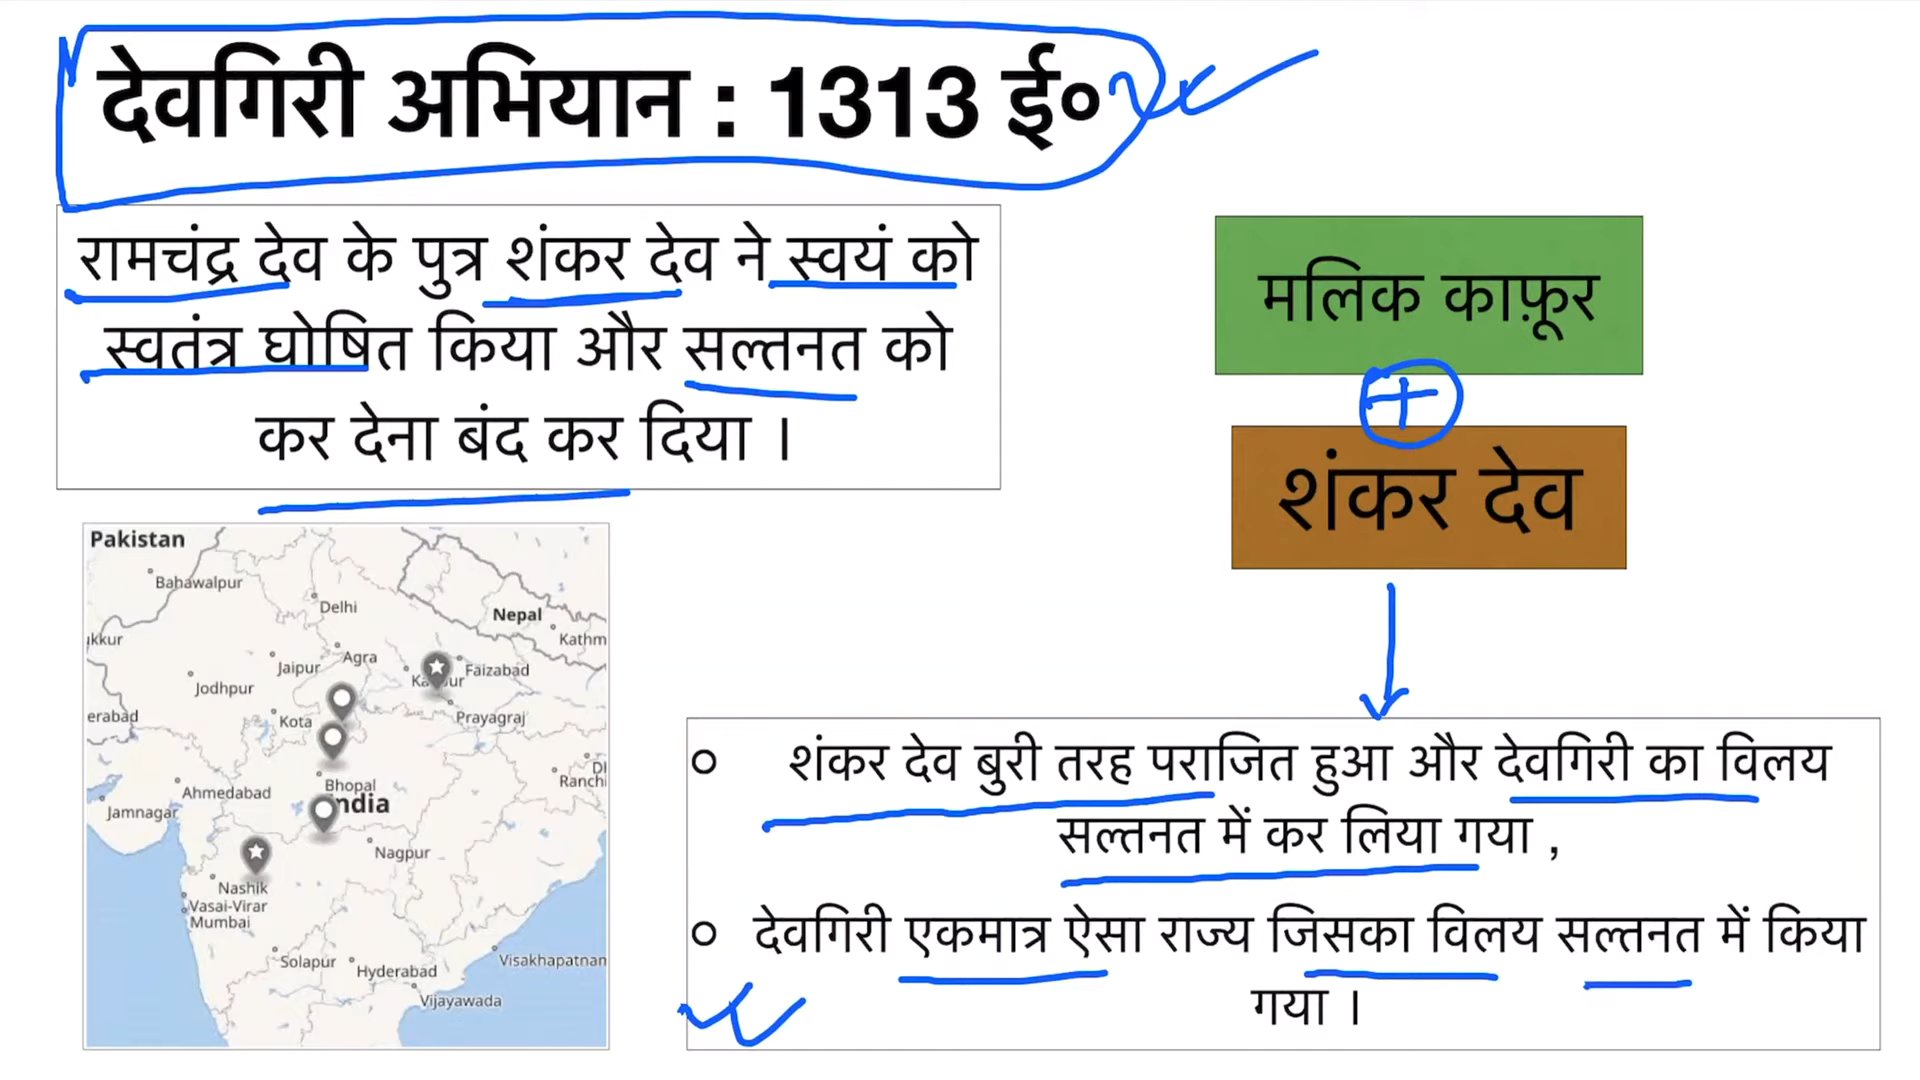 देवगिरी अभियान : 1313 ई०
रामचंद्र देव के पुत्र शंकर देव ने स्वयं को
स्वतंत्र घोषित किया और सल्तनत को
कर देना बंद कर दिया ।
मलिक काफ़ूर
+
शंकर देव
Pakistan
Bahawalpur
Delhi
Nepal
Kathm
ıkkur
Jaipur
Agra
Faizabad
Jodhpur
erabad
Kota
Prayagraj
Ahmedabad
Bhopal
Ranchi
Jamnagar
Nagpur
Nashik
Vasai-Virar
Mumbai
Solapur
Hyderabad
Visakhapatnam
Vijayawada
शंकर देव बुरी तरह पराजित हुआ और देवगिरी का विलय
सल्तनत में कर लिया गया ,
देवगिरी एकमात्र ऐसा राज्य जिसका विलय सल्तनत में किया
गया ।